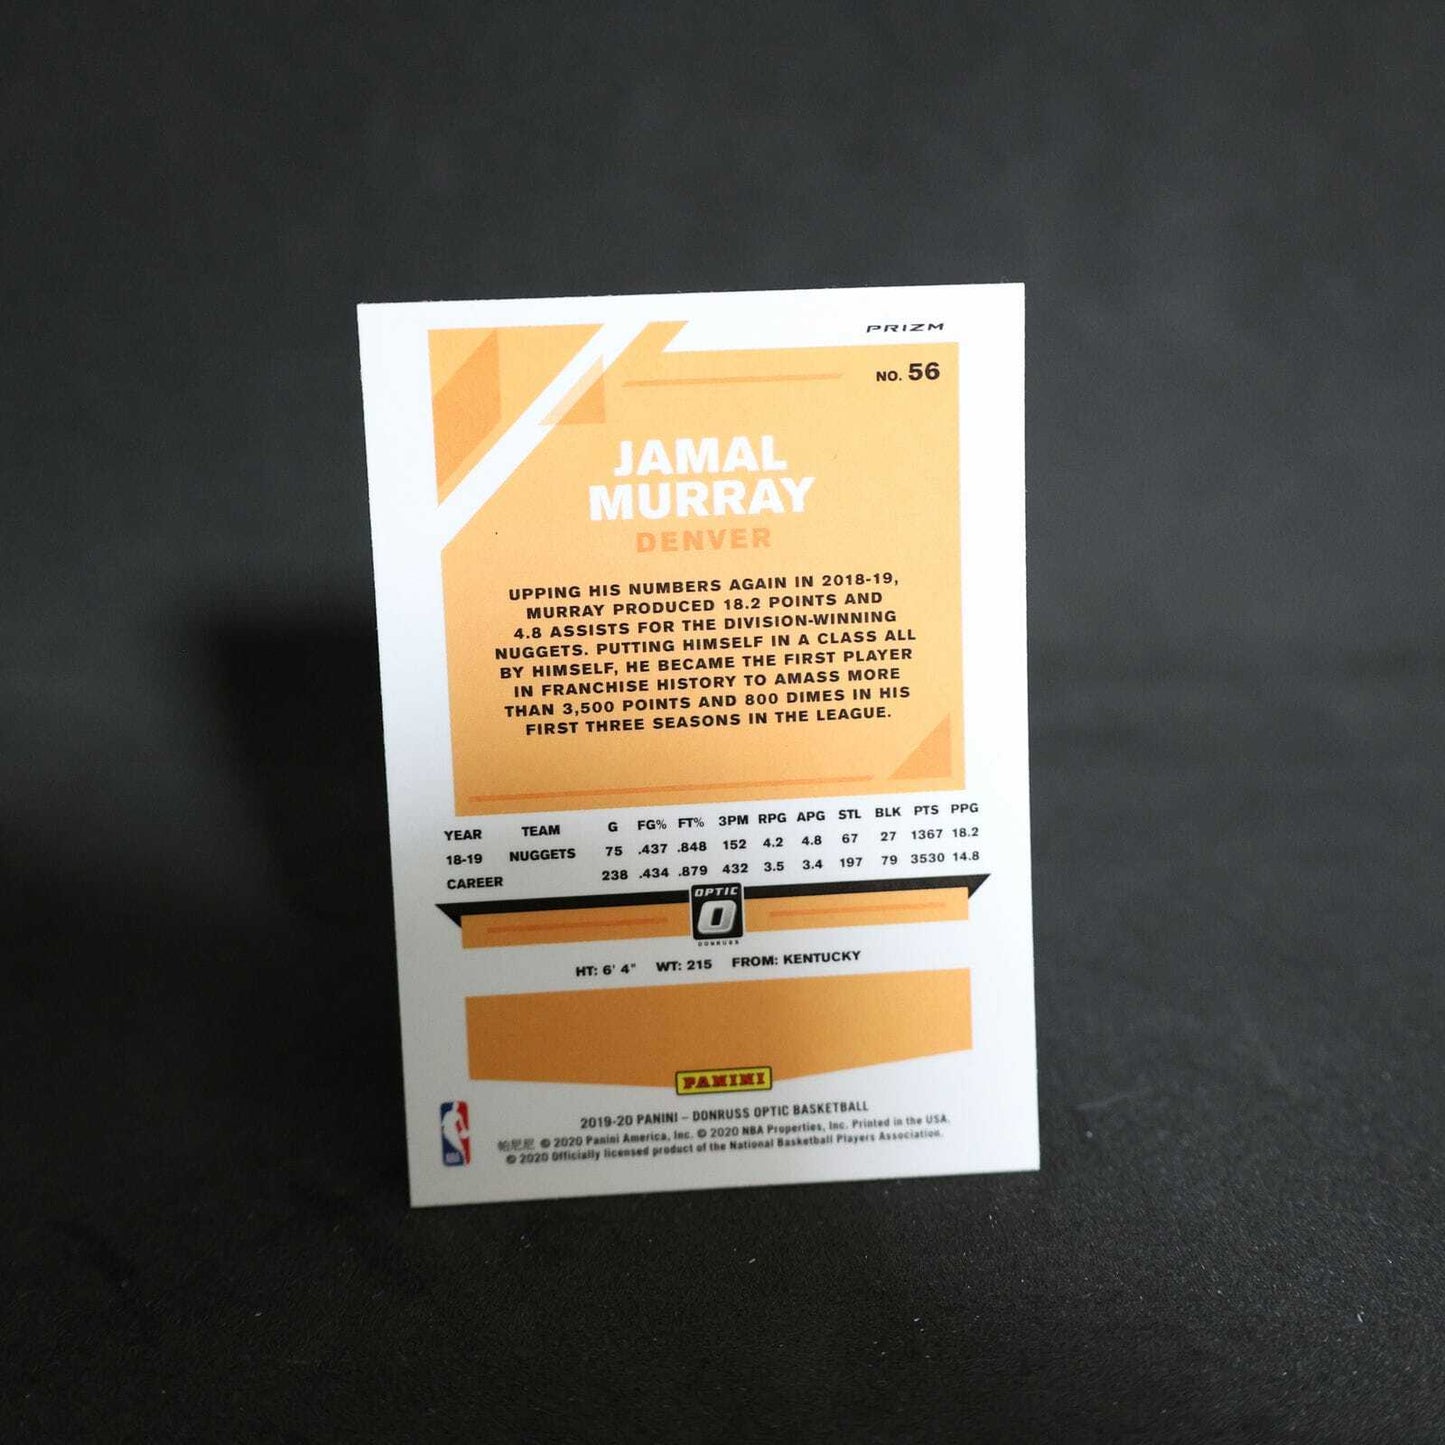 PRIZM
NO. 56
JAMAL
MURRAY
DENVER
UPPING HIS NUMBERS AGAIN IN 2018-19,
MURRAY PRODUCED 18.2 POINTS AND
4.8 ASSISTS FOR THE DIVISION-WINNING
NUGGETS. PUTTING HIMSELF IN A CLASS ALL
BY HIMSELF, HE BECAME THE FIRST PLAYER
IN FRANCHISE HISTORY TO AMASS MORE
THAN 3,500 POINTS AND 800 DIMES IN HIS
FIRST THREE SEASONS IN THE LEAGUE.
YEAR TEAM G FG% FT% 3PM RPG APG STL BLK PTS PPG
18-19 NUGGETS 75 .437 .848 152 4.2 4.8 67 27 1367 18.2
CAREER 238 .434 .879 432 3.5 3.4 197 79 3530 14.8
OPTIC
O
DONRUSS
HT: 6' 4" WT: 215 FROM: KENTUCKY
PANINI
2019-20 PANINI – DONRUSS OPTIC BASKETBALL
帕尼尼 © 2020 Panini America, Inc. © 2020 NBA Properties, Inc. Printed in the USA.
© 2020 Officially licensed product of the National Basketball Players Association.
NBA